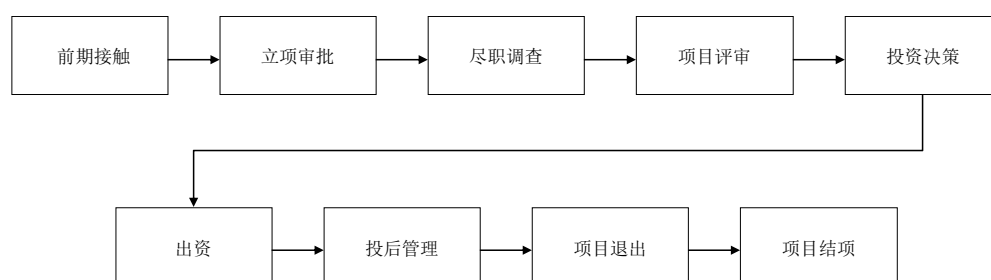 前期接触
立项审批
尽职调查
项目评审
投资决策
出资
投后管理
项目退出
项目结项